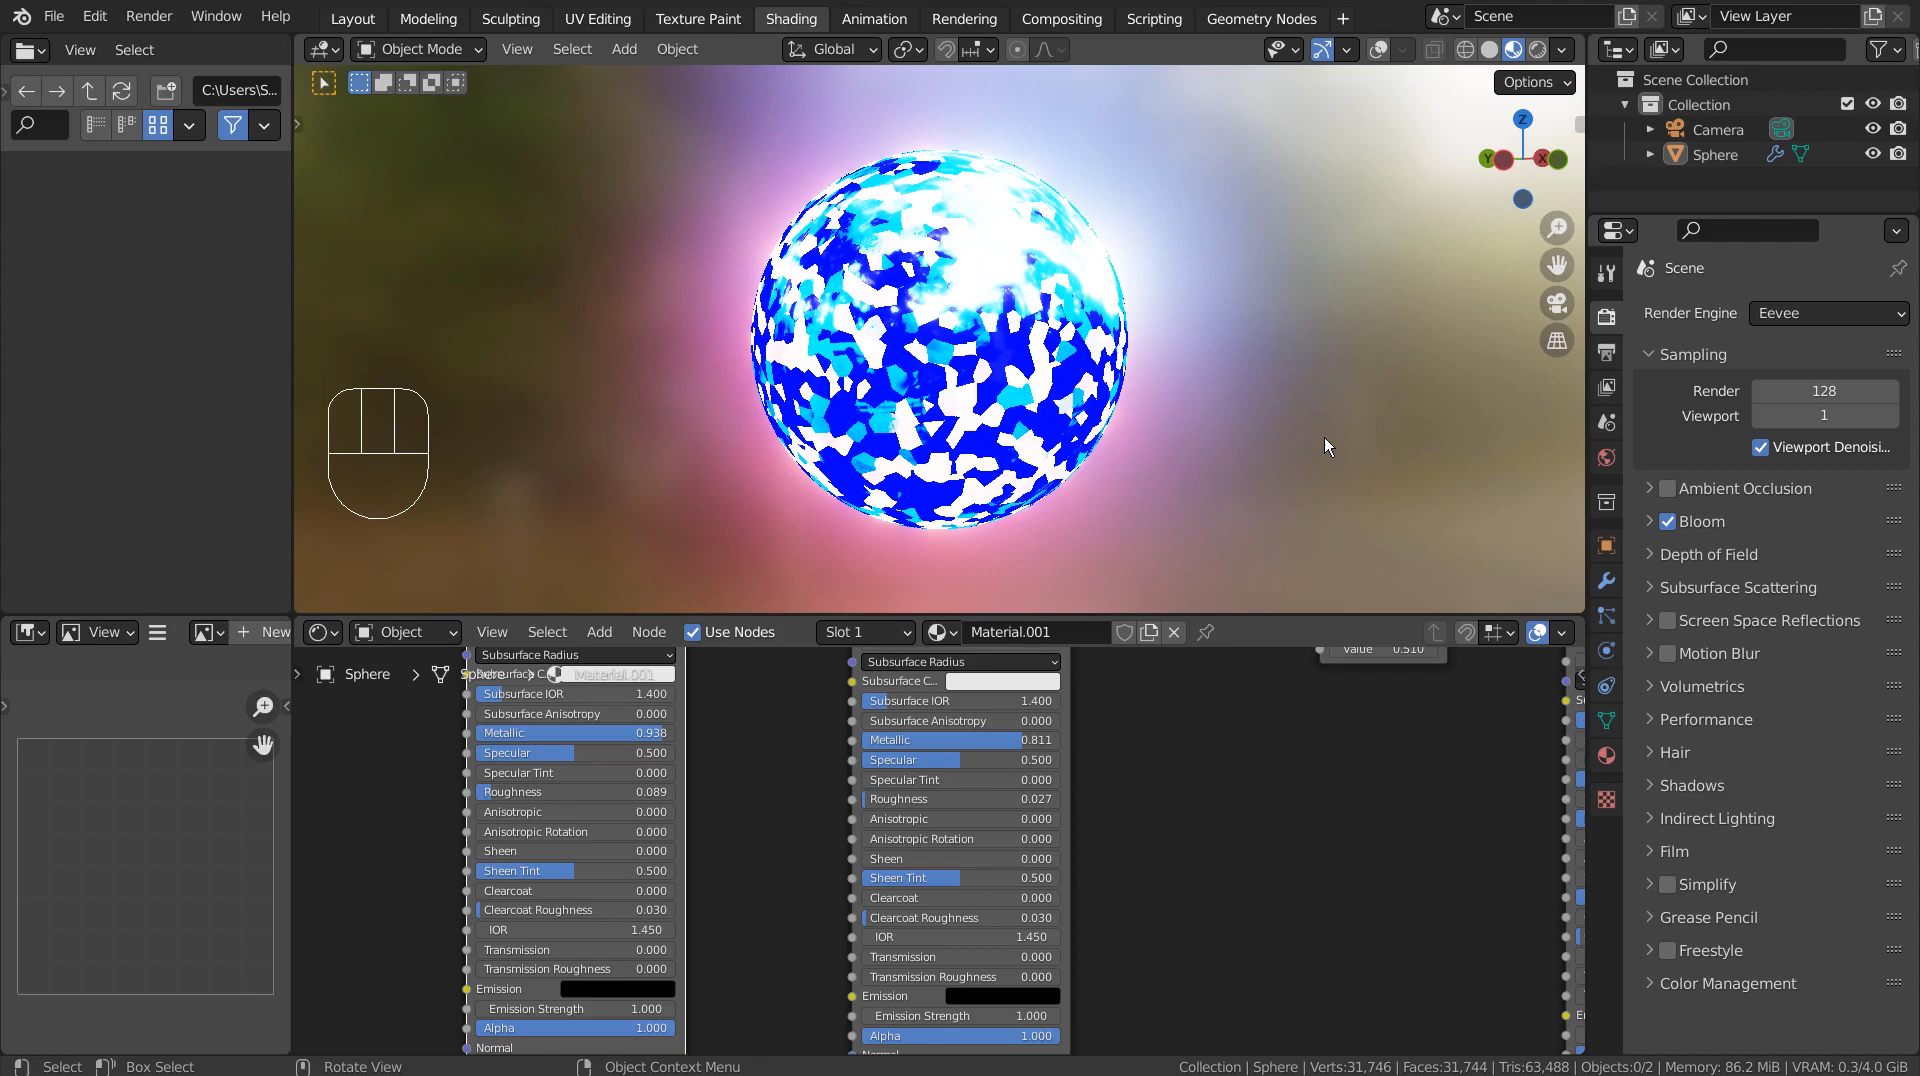 File Edit Render Window Help Layout Modeling Sculpting UV Editing Texture Paint Shading Animation Rendering Compositing Scripting Geometry Nodes + Scene View Layer
View Select Object Mode View Select Add Object Global
C:\Users\S... Options
Scene Collection
Collection
Camera
Sphere
Z
Y X
Scene
Render Engine Eevee
Sampling
Render 128
Viewport 1
Viewport Denoisi...
Ambient Occlusion
Bloom
Depth of Field
Subsurface Scattering
Screen Space Reflections
Motion Blur
Volumetrics
Performance
Hair
Shadows
Indirect Lighting
Film
Simplify
Grease Pencil
Freestyle
Color Management
View + New Object View Select Add Node Use Nodes Slot 1 Material.001
Sphere > Material.001
Subsurface Radius
Subsurface IOR 1.400
Subsurface Anisotropy 0.000
Metallic 0.938
Specular 0.500
Specular Tint 0.000
Roughness 0.089
Anisotropic 0.000
Anisotropic Rotation 0.000
Sheen 0.000
Sheen Tint 0.500
Clearcoat 0.000
Clearcoat Roughness 0.030
IOR 1.450
Transmission 0.000
Transmission Roughness 0.000
Emission
Emission Strength 1.000
Alpha 1.000
Normal
Subsurface Radius
Subsurface C...
Subsurface IOR 1.400
Subsurface Anisotropy 0.000
Metallic 0.811
Specular 0.500
Specular Tint 0.000
Roughness 0.027
Anisotropic 0.000
Anisotropic Rotation 0.000
Sheen 0.000
Sheen Tint 0.500
Clearcoat 0.000
Clearcoat Roughness 0.030
IOR 1.450
Transmission 0.000
Transmission Roughness 0.000
Emission
Emission Strength 1.000
Alpha 1.000
Value 0.510
Select Box Select Rotate View Object Context Menu Collection | Sphere | Verts:31,746 | Faces:31,744 | Tris:63,488 | Objects:0/2 | Memory: 86.2 MiB | VRAM: 0.3/4.0 GiB